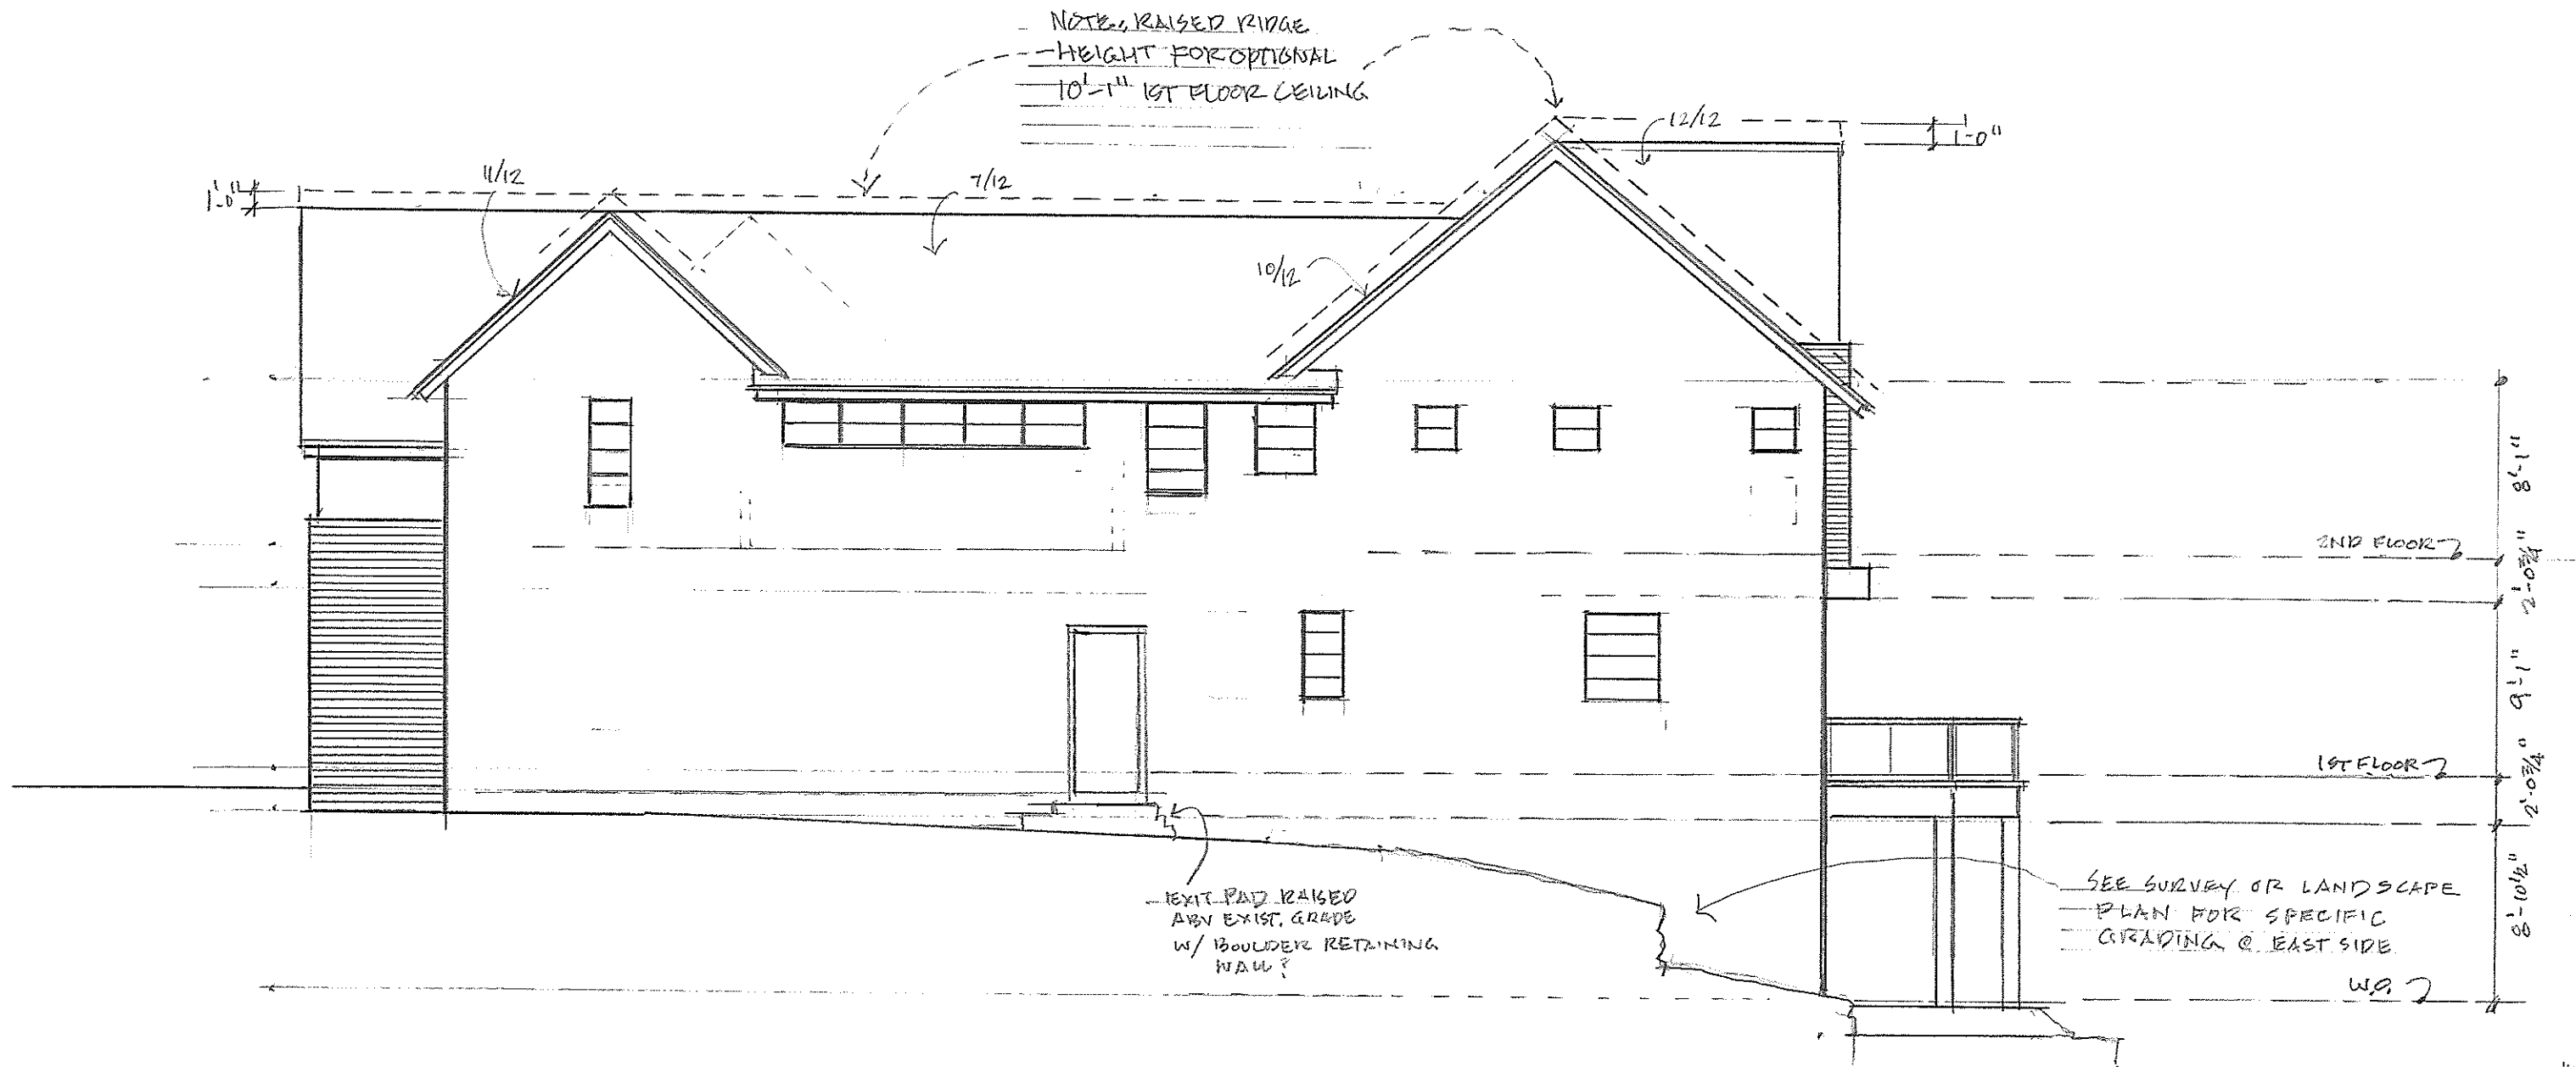 NOTE: RAISED RIDGE
HEIGHT FOR OPTIONAL
10'-1" 1ST FLOOR CEILING
12/12
1'-0"
11/12
7/12
1'-0"
10/12
8'-1"
2ND FLOOR
2'-0 3/4"
9'-1"
1ST FLOOR
2'-0 3/4"
EXIT PAD RAISED
ABV EXIST. GRADE
W/ BOULDER RETAINING
WALL?
SEE SURVEY OR LANDSCAPE
PLAN FOR SPECIFIC
GRADING @ EAST SIDE
8'-10 1/2"
W.O.